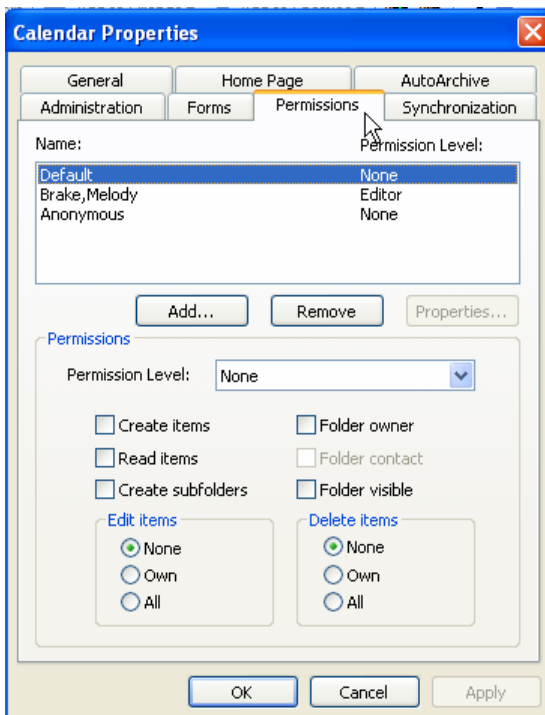 Calendar Properties
General Home Page AutoArchive
Administration Forms Permissions Synchronization
Name: Permission Level:
Default None
Brake,Melody Editor
Anonymous None
Add... Remove Properties...
Permissions
Permission Level: None
Create items Folder owner
Read items Folder contact
Create subfolders Folder visible
Edit items Delete items
None None
Own Own
All All
OK Cancel Apply